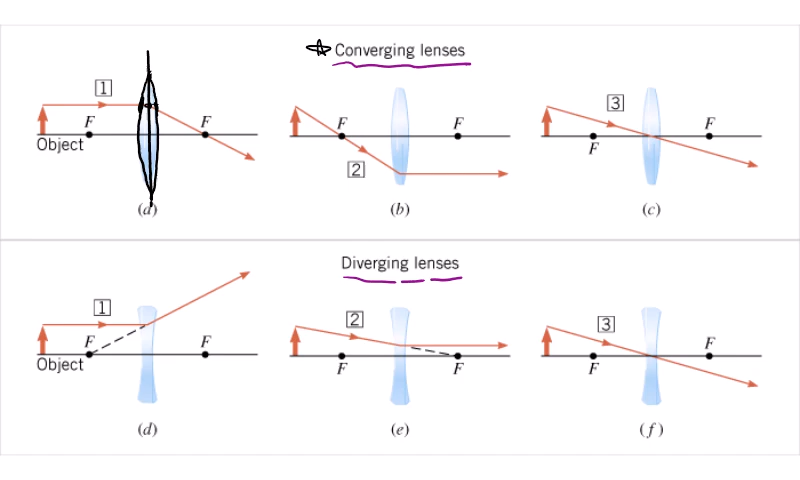 Converging lenses
1
F
F
Object
(a)
F
F
2
(b)
3
F
F
(c)
Diverging lenses
1
F
F
Object
(d)
2
F
F
(e)
3
F
F
(f)